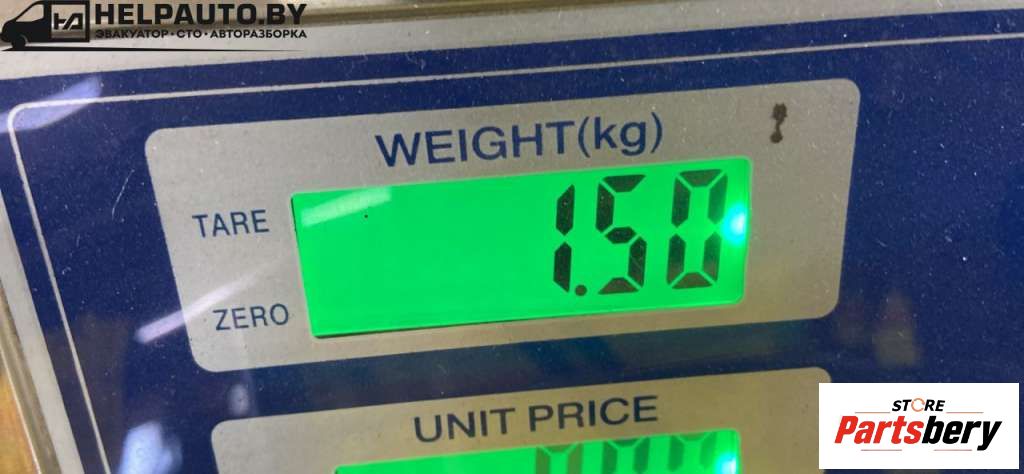 HELPAUTO.BY
ЭВАКУАТОР•СТО•АВТОРАЗБОРКА
WEIGHT(kg)
TARE
1.50
ZERO
UNIT PRICE
STORE
Partsbery